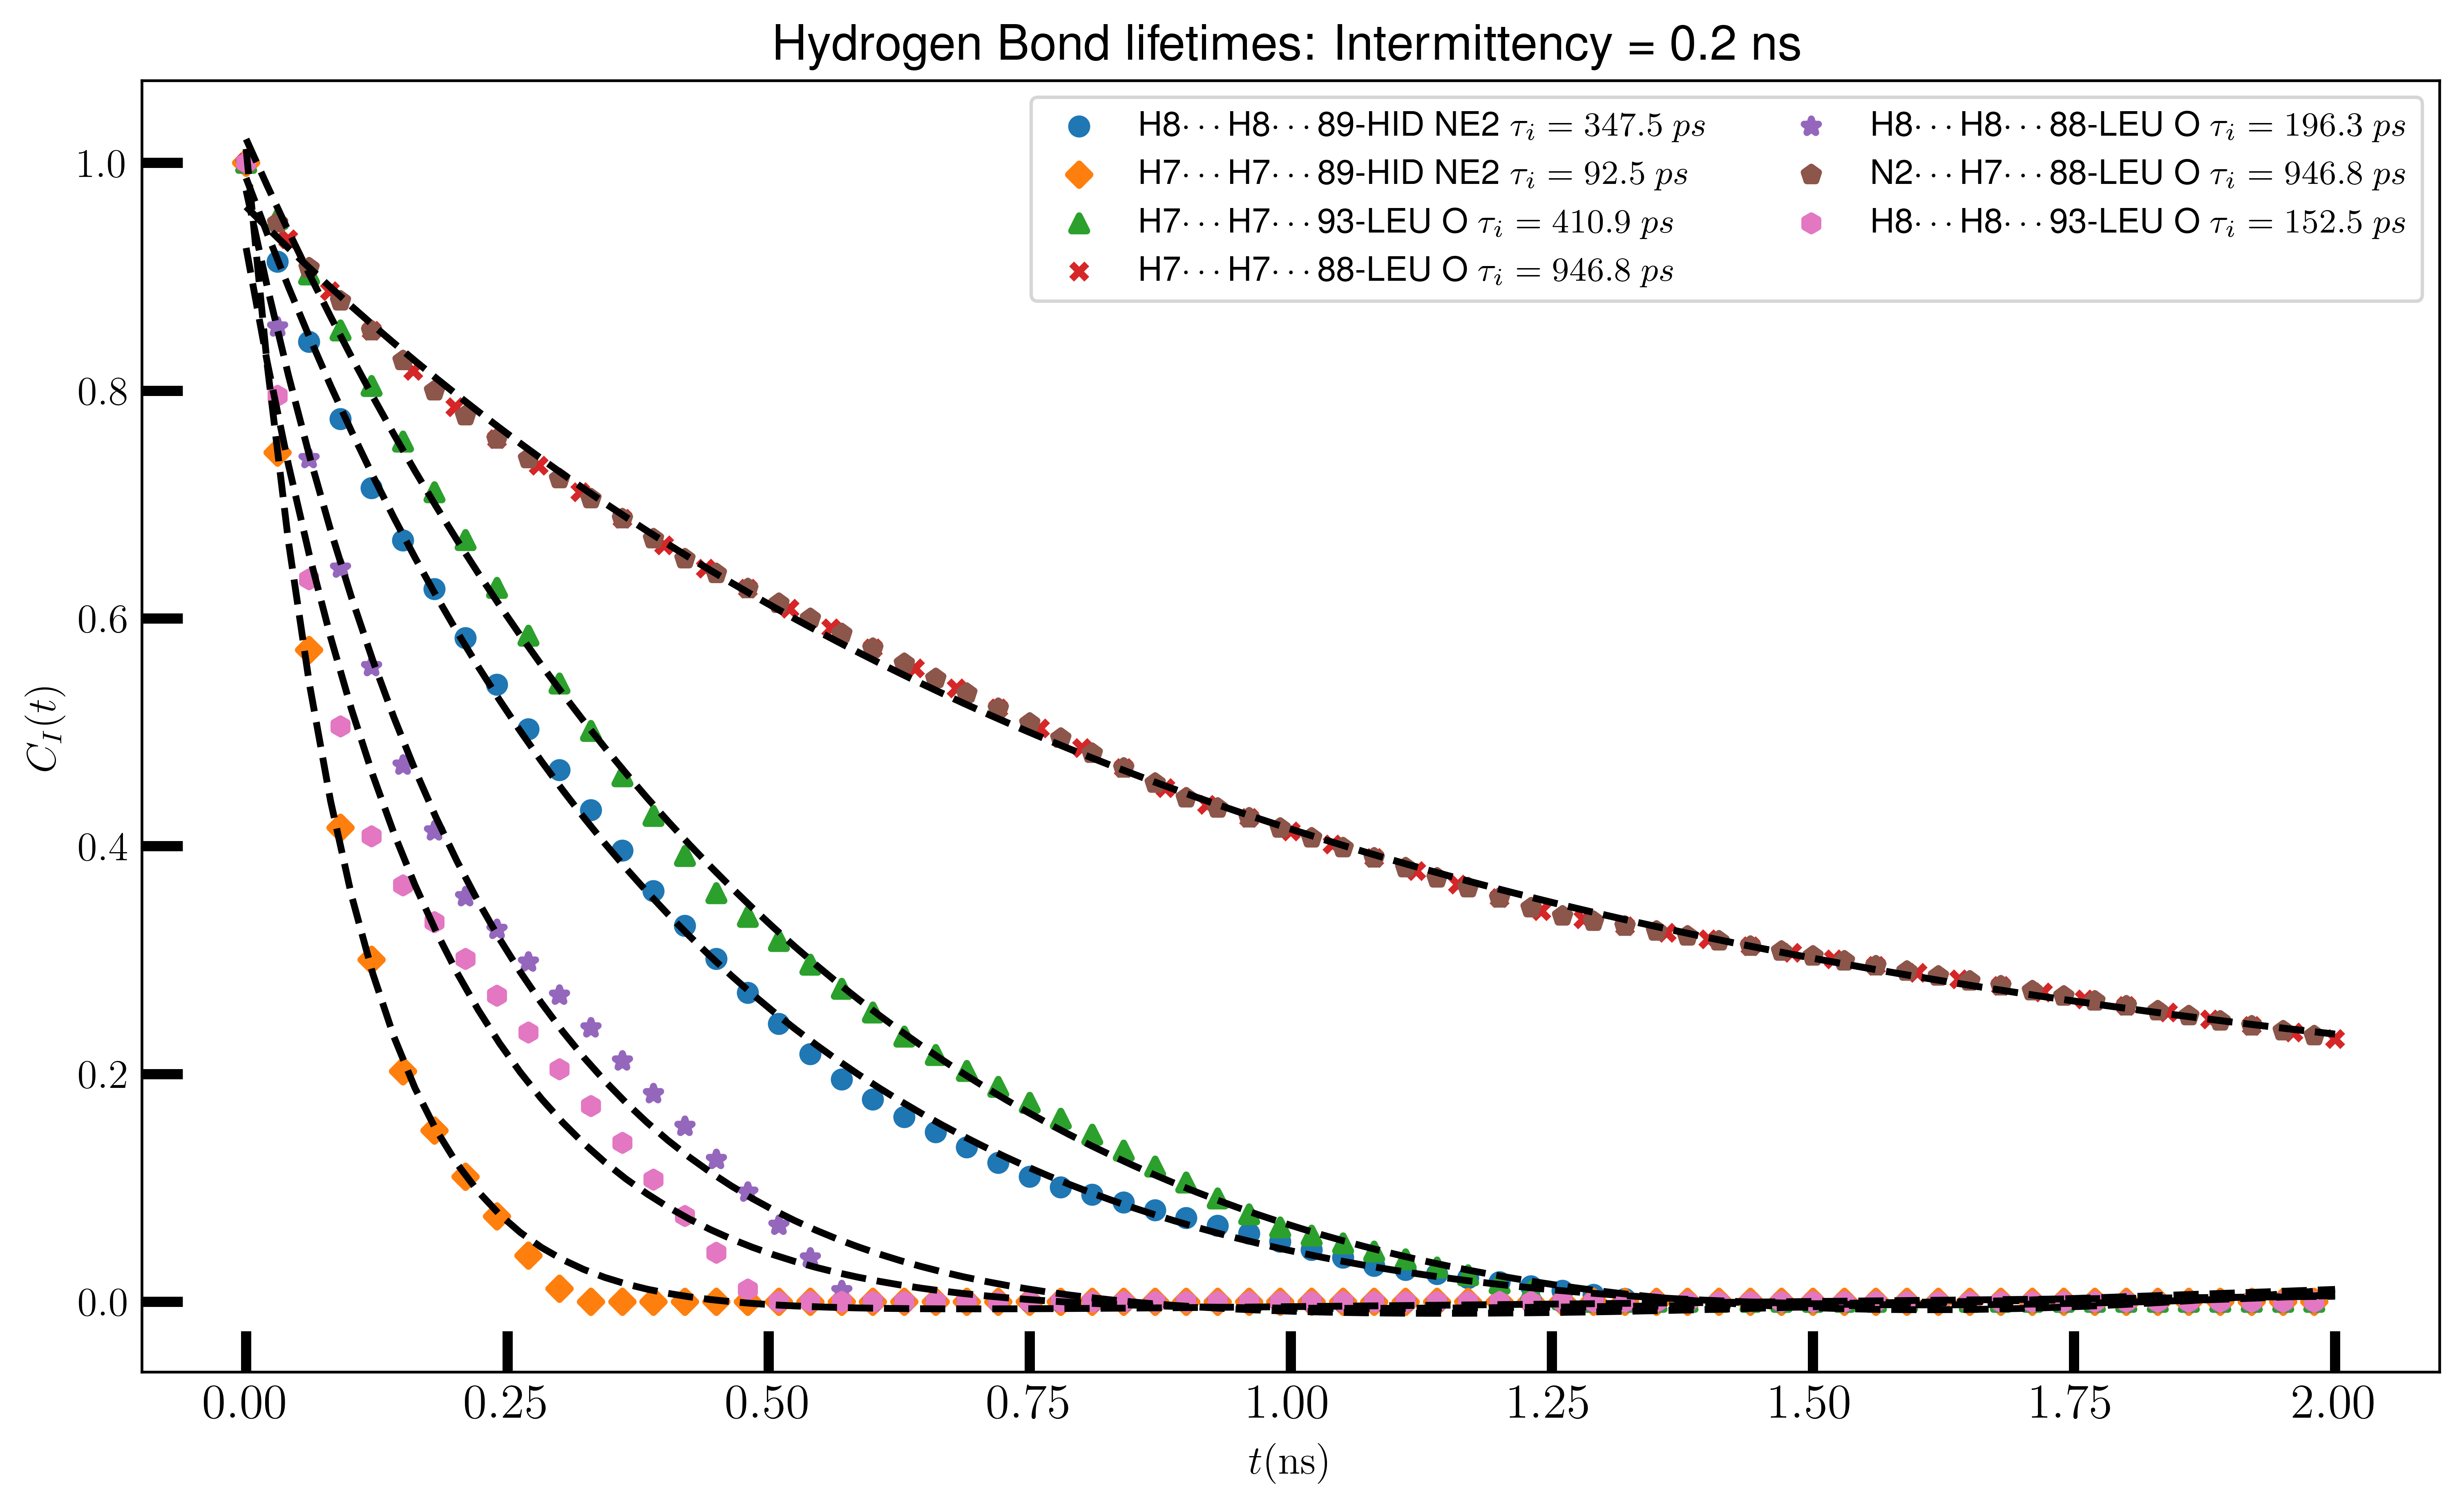 Hydrogen Bond lifetimes: Intermittency = 0.2 ns
H8···H8···89-HID NE2 τi = 347.5 ps
H7···H7···89-HID NE2 τi = 92.5 ps
H7···H7···93-LEU O τi = 410.9 ps
H7···H7···88-LEU O τi = 946.8 ps
H8···H8···88-LEU O τi = 196.3 ps
N2···H7···88-LEU O τi = 946.8 ps
H8···H8···93-LEU O τi = 152.5 ps
CI(t)
1.0
0.8
0.6
0.4
0.2
0.0
0.00 0.25 0.50 0.75 1.00 1.25 1.50 1.75 2.00
t(ns)